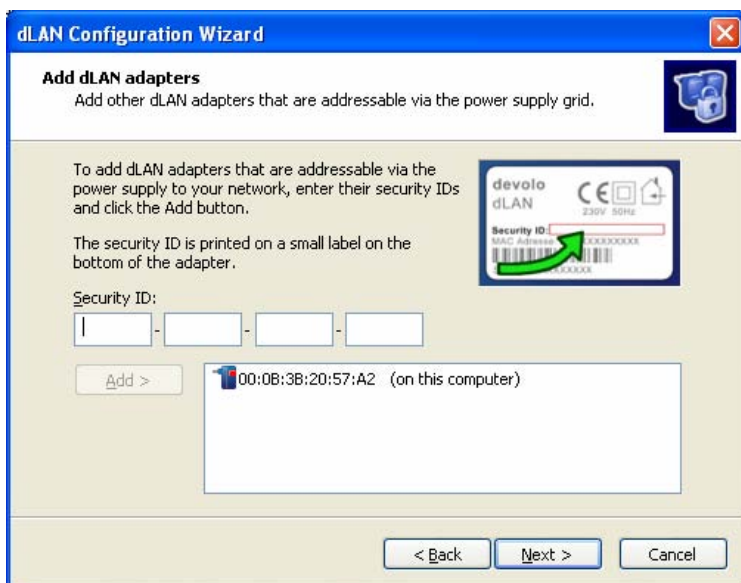 dLAN Configuration Wizard
Add dLAN adapters
Add other dLAN adapters that are addressable via the power supply grid.
To add dLAN adapters that are addressable via the
power supply to your network, enter their security IDs
and click the Add button.
The security ID is printed on a small label on the
bottom of the adapter.
devolo
dLAN
CE
230V 50Hz
Security ID:
MAC Adresse
XXXXXXXXXX
XXXXXX
Security ID:
- - -
Add >
00:0B:3B:20:57:A2 (on this computer)
< Back
Next >
Cancel